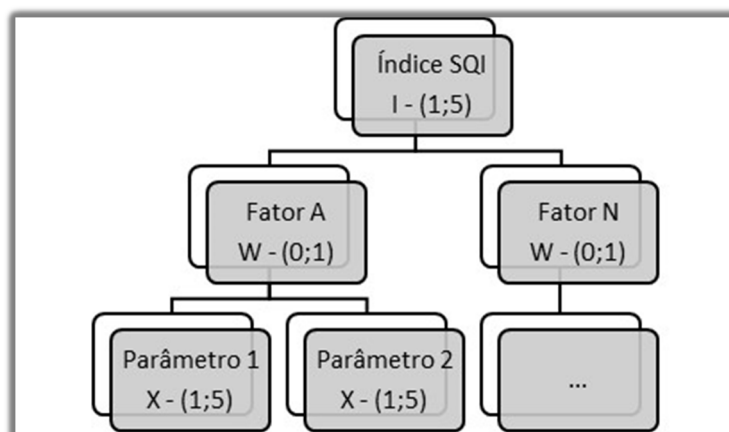 Índice SQI
I - (1;5)
Fator A
W - (0;1)
Fator N
W - (0;1)
Parâmetro 1
X - (1;5)
Parâmetro 2
X - (1;5)
...